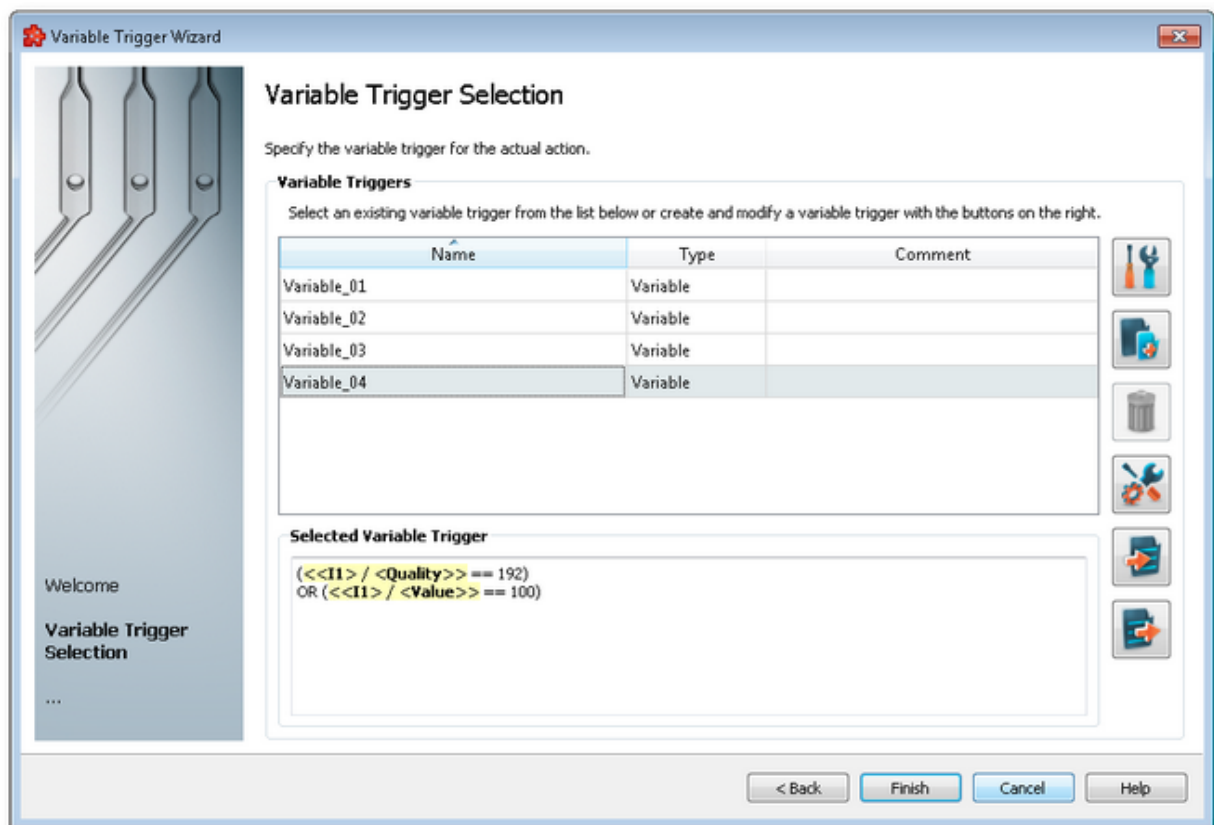 Variable Trigger Wizard
Variable Trigger Selection
Specify the variable trigger for the actual action.
Variable Triggers
Select an existing variable trigger from the list below or create and modify a variable trigger with the buttons on the right.
Name Type Comment
Variable_01 Variable
Variable_02 Variable
Variable_03 Variable
Variable_04 Variable
Selected Variable Trigger
(<<I1> / <Quality>> == 192)
OR (<<I1> / <Value>> == 100)
Welcome
Variable Trigger
Selection
...
< Back Finish Cancel Help